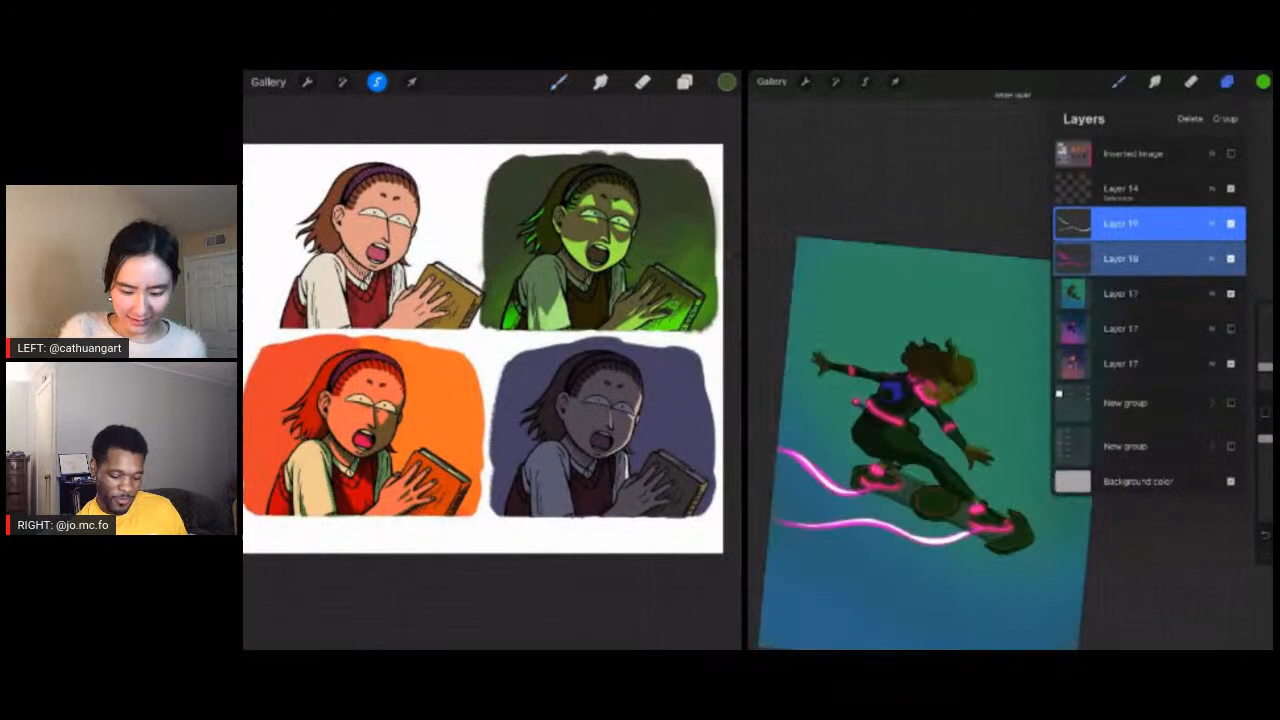 Gallery
Gallery
Layers
Delete
Group
Inverted Image
N
Layer 14
N
Reference
Layer 19
N
Layer 18
N
Layer 17
N
Layer 17
N
Layer 17
N
New group
New group
Background color
LEFT: @cathuangart
RIGHT: @jo.mc.fo